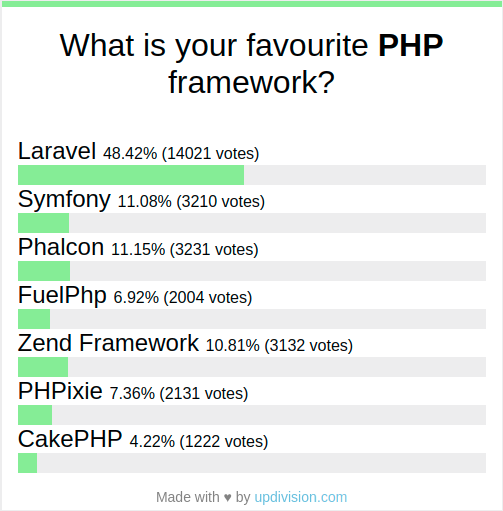 What is your favourite PHP
framework?
Laravel 48.42% (14021 votes)
Symfony 11.08% (3210 votes)
Phalcon 11.15% (3231 votes)
FuelPhp 6.92% (2004 votes)
Zend Framework 10.81% (3132 votes)
PHPixie 7.36% (2131 votes)
CakePHP 4.22% (1222 votes)
Made with ♥ by updivision.com